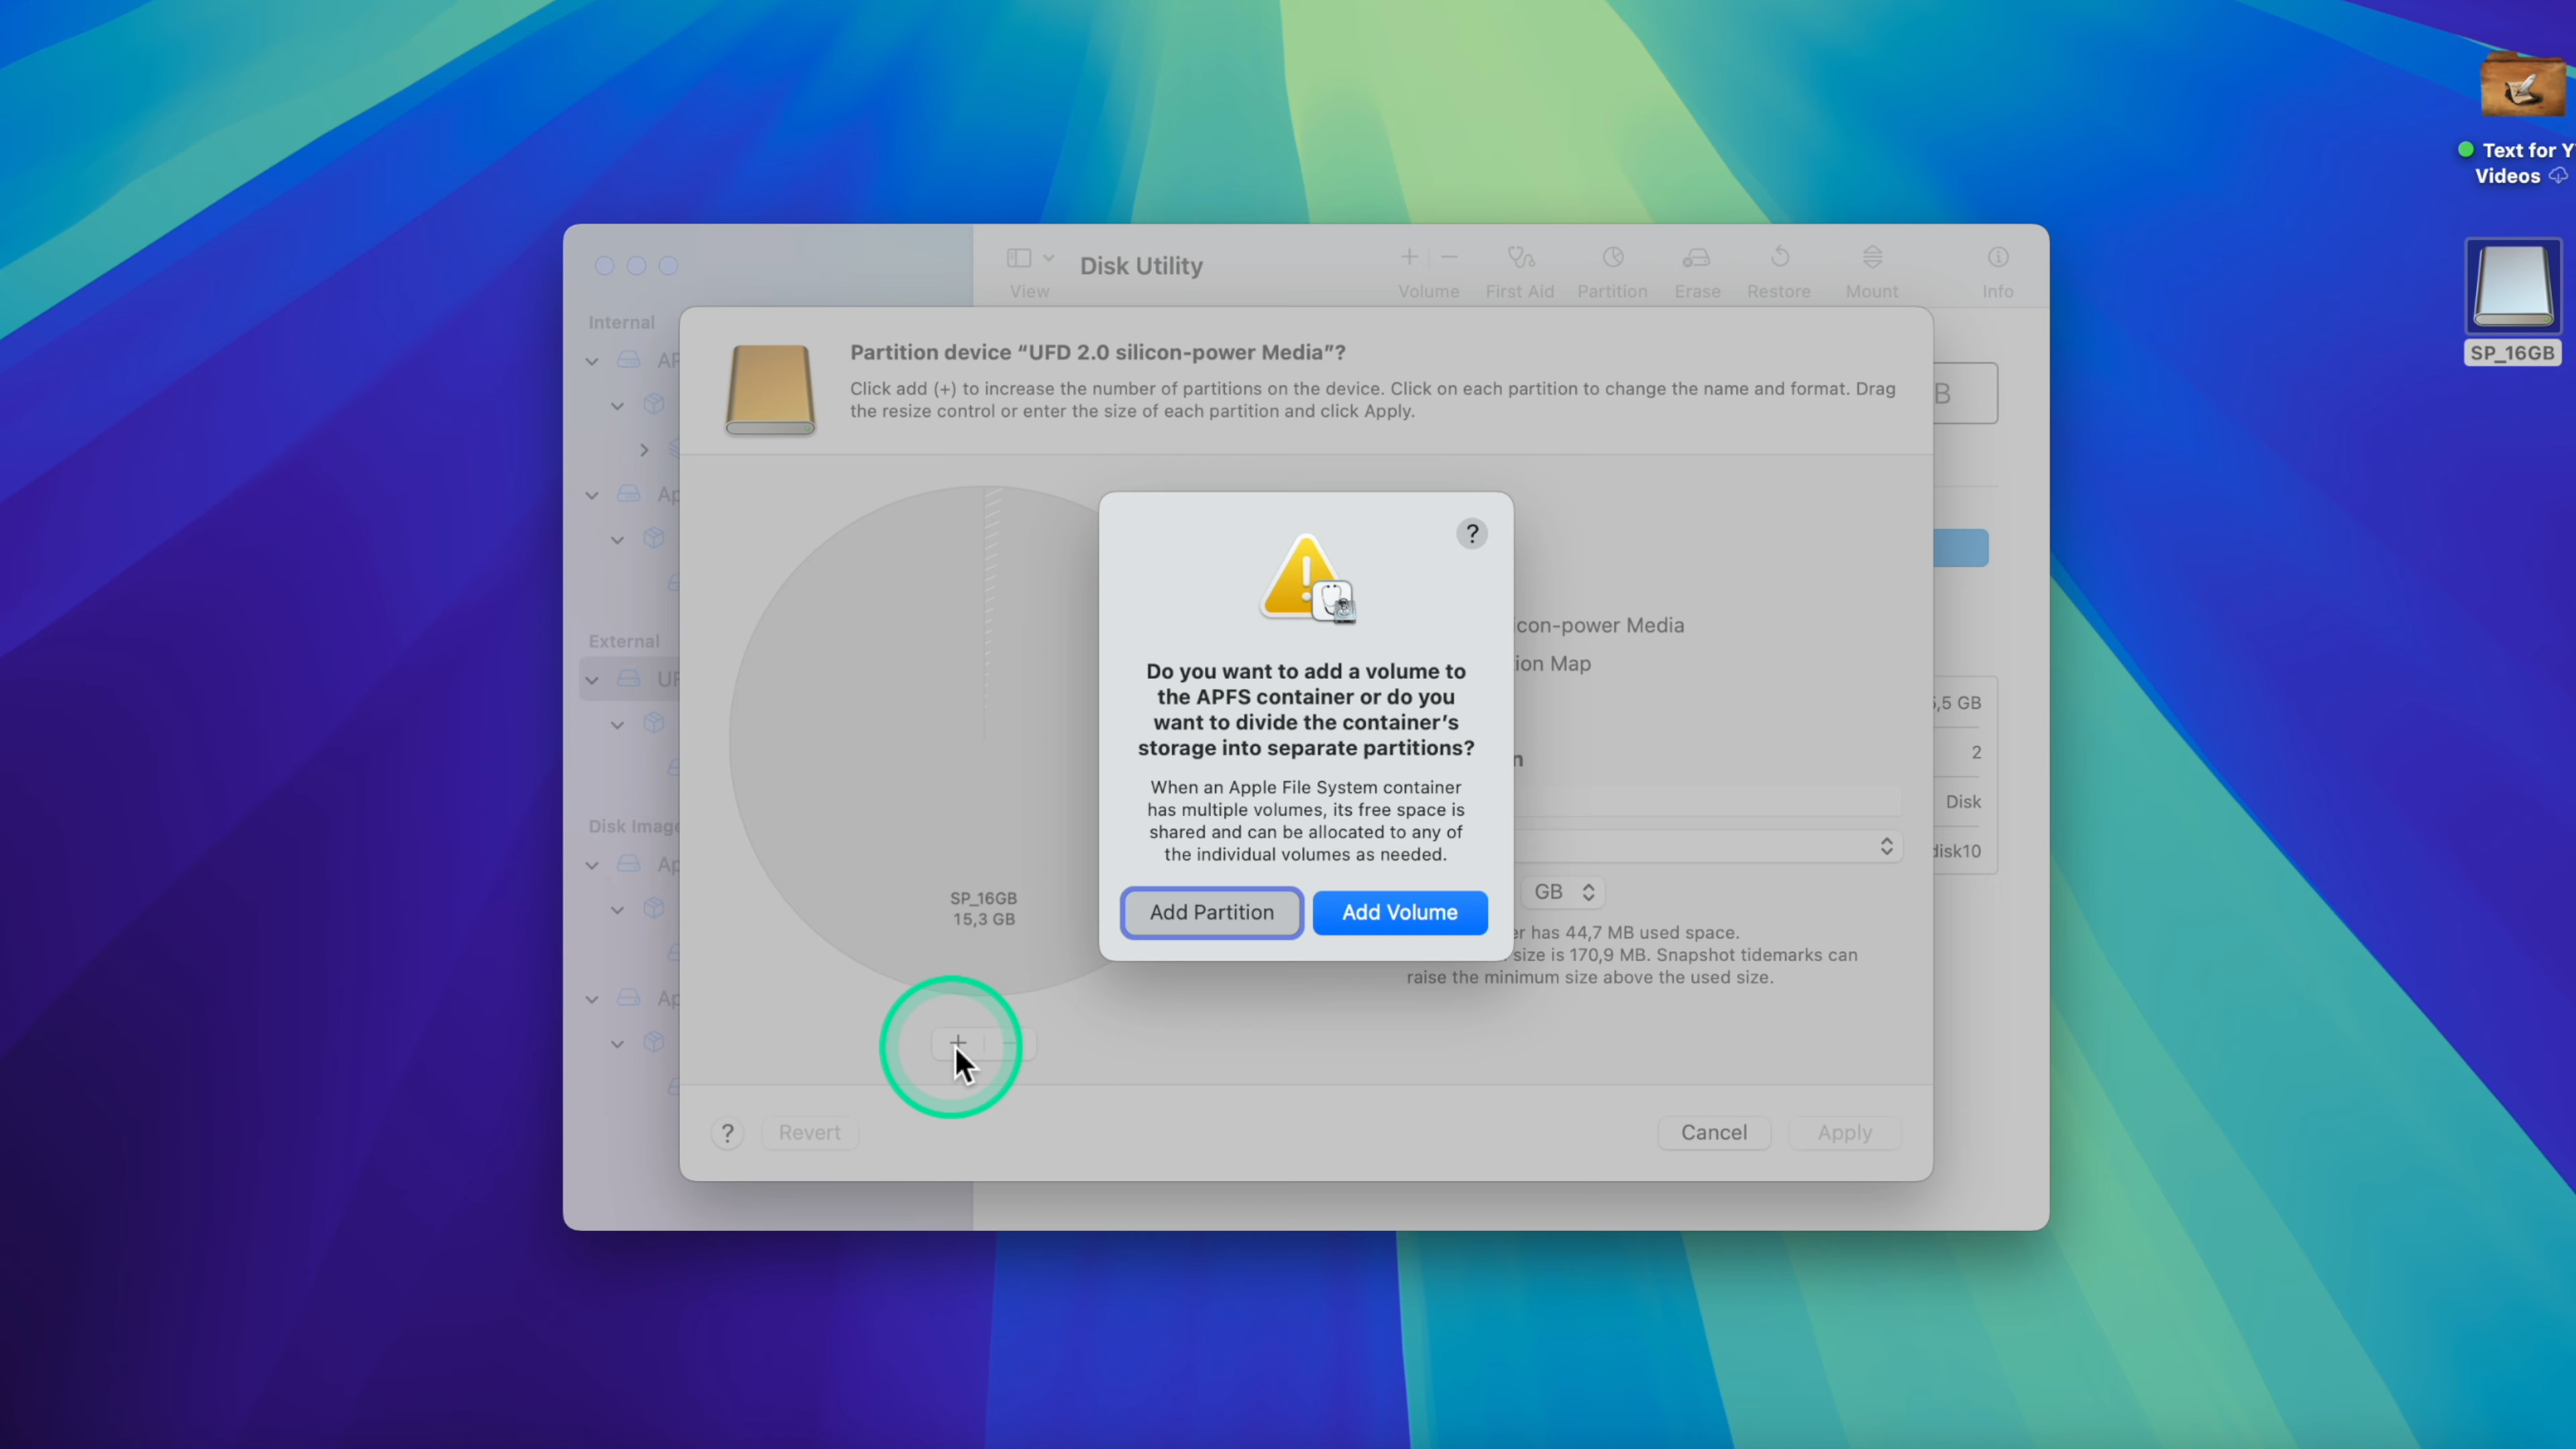 Text for Y
Videos
SP_16GB
Disk Utility
View
Volume
First Aid
Partition
Erase
Restore
Mount
Info
Internal
External
Partition device “UFD 2.0 silicon-power Media”?
Click add (+) to increase the number of partitions on the device. Click on each partition to change the name and format. Drag
the resize control or enter the size of each partition and click Apply.
SP_16GB
15,3 GB
?
Do you want to add a volume to
the APFS container or do you
want to divide the container’s
storage into separate partitions?
When an Apple File System container
has multiple volumes, its free space is
shared and can be allocated to any of
the individual volumes as needed.
Add Partition
Add Volume
con-power Media
ion Map
GB
has 44,7 MB used space.
size is 170,9 MB. Snapshot tidemarks can
raise the minimum size above the used size.
,5 GB
2
Disk
disk10
?
Revert
Cancel
Apply